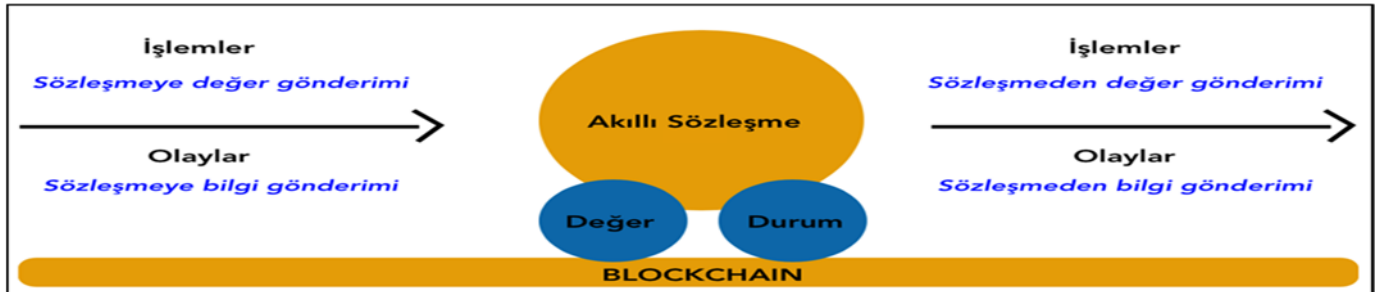 İşlemler
Sözleşmeye değer gönderimi
Olaylar
Sözleşmeye bilgi gönderimi
Akıllı Sözleşme
Değer
Durum
İşlemler
Sözleşmeden değer gönderimi
Olaylar
Sözleşmeden bilgi gönderimi
BLOCKCHAIN